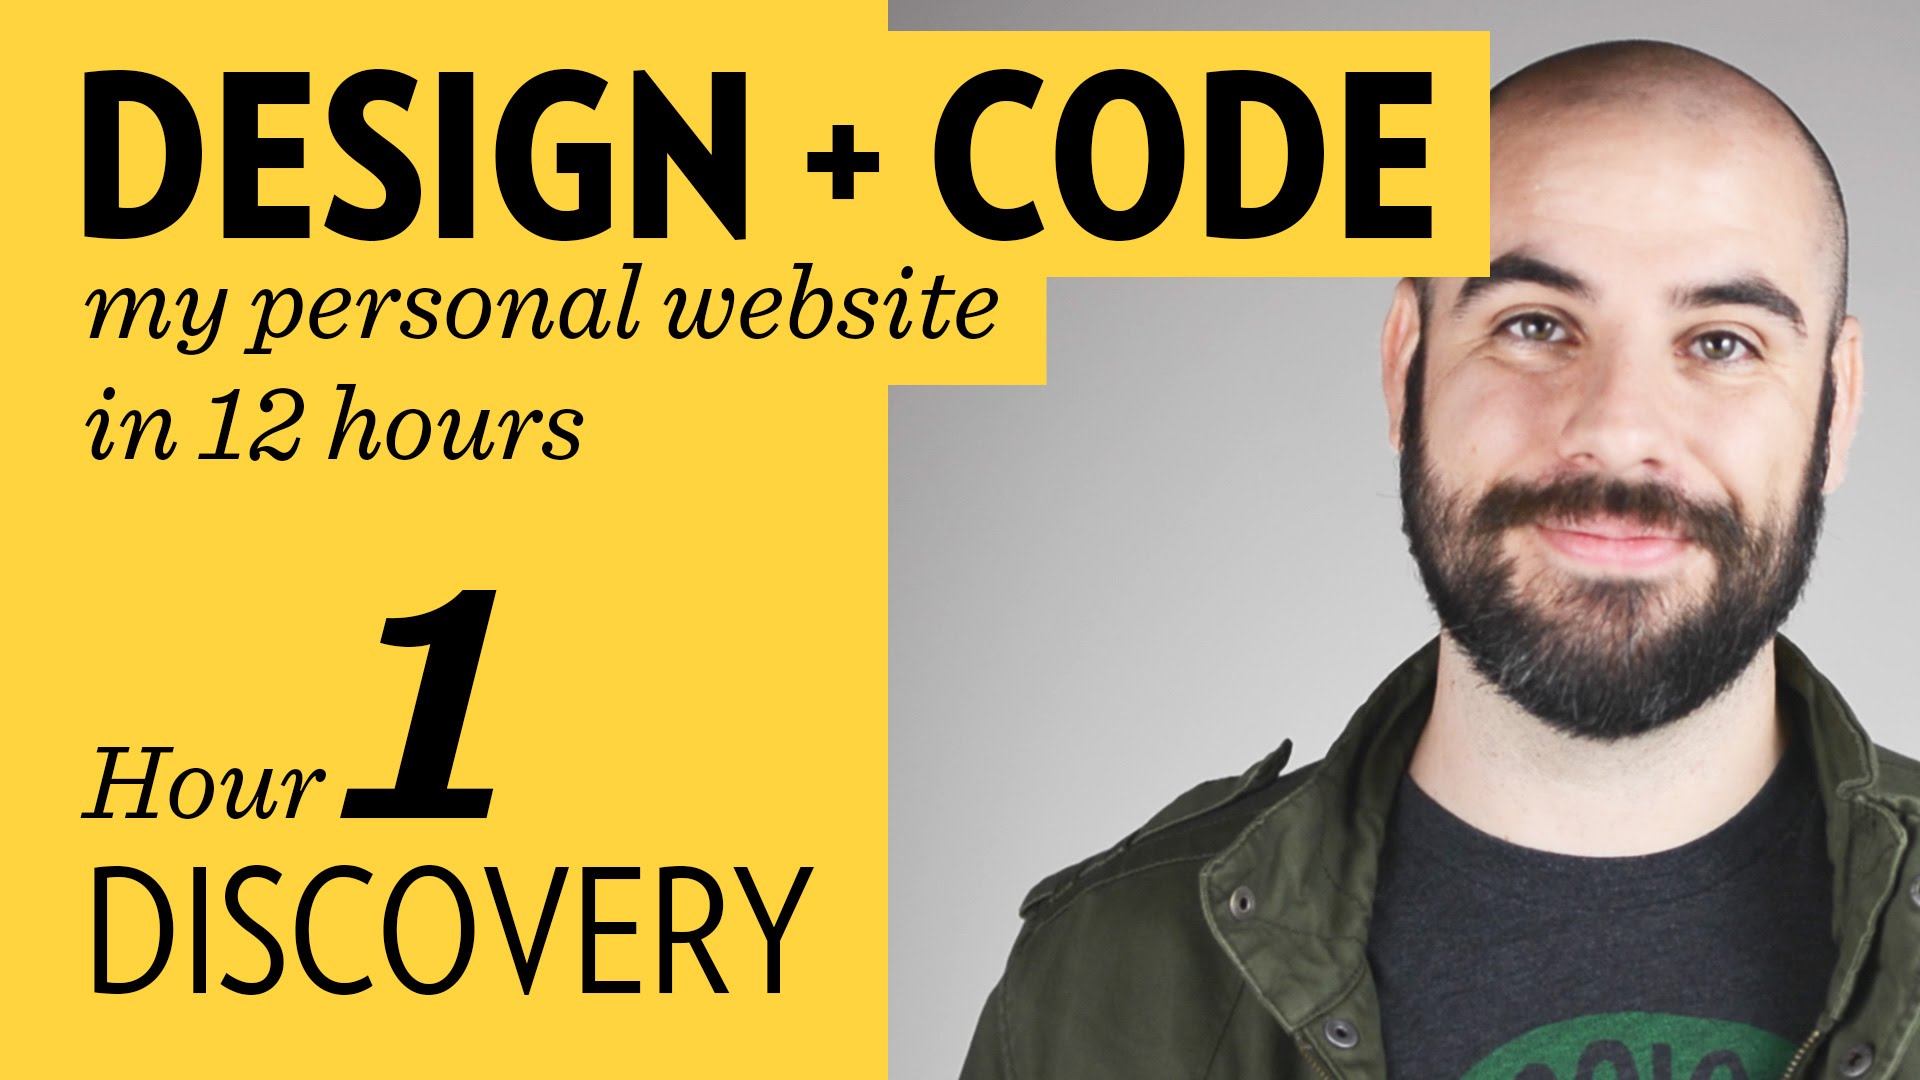 DESIGN + CODE
my personal website
in 12 hours
Hour 1
DISCOVERY